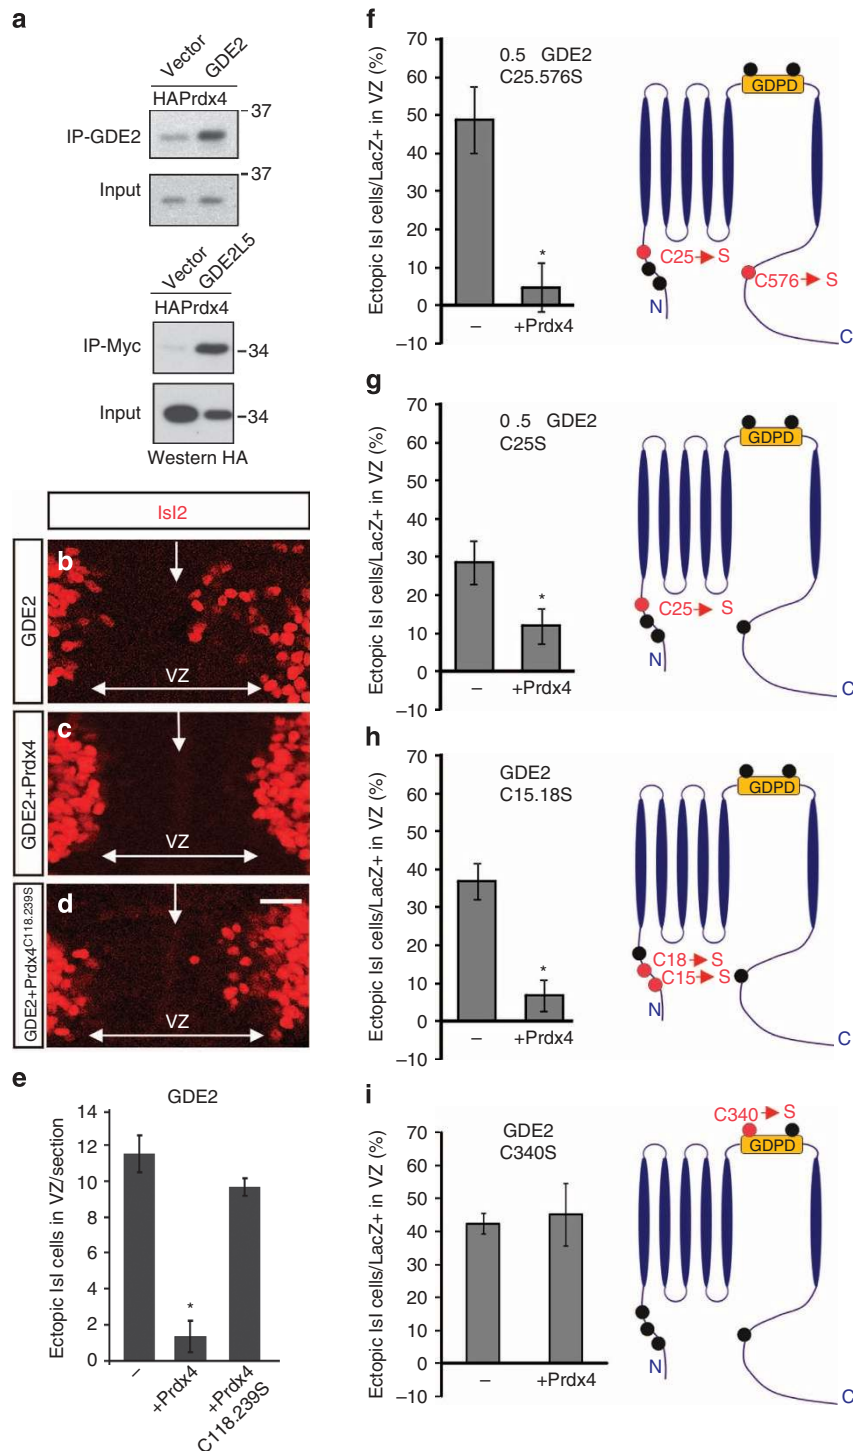 a
Vector
GDE2
HAPrdx4
37
IP-GDE2
37
Input
Vector
GDE2L5
HAPrdx4
IP-Myc
34
Input
34
Western HA
Isl2
GDE2
b
VZ
GDE2+Prdx4
c
VZ
GDE2+Prdx4C118.239S
d
VZ
e
GDE2
Ectopic Isl cells in VZ/section
14
12
10
8
6
4
2
0
*
–
+Prdx4
+Prdx4
C118.239S
f
Ectopic Isl cells/LacZ+ in VZ (%)
70
60
50
40
30
20
10
0
–10
0.5 GDE2
C25.576S
*
–
+Prdx4
GDPD
C25 S
C576 S
N
C
g
Ectopic Isl cells/LacZ+ in VZ (%)
70
60
50
40
30
20
10
0
–10
0 .5 GDE2
C25S
*
–
+Prdx4
GDPD
C25 S
N
C
h
Ectopic Isl cells/LacZ+ in VZ (%)
70
60
50
40
30
20
10
0
–10
GDE2
C15.18S
*
–
+Prdx4
GDPD
C18 S
C15 S
N
C
i
Ectopic Isl cells/LacZ+ in VZ (%)
70
60
50
40
30
20
10
0
–10
GDE2
C340S
–
+Prdx4
C340 S
GDPD
N
C